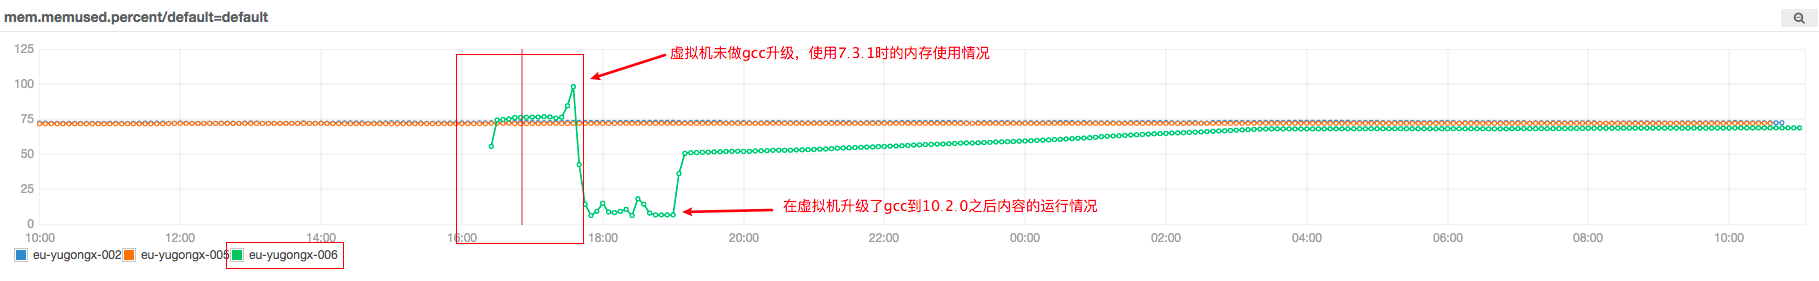 mem.memused.percent/default=default
虚拟机未做gcc升级，使用7.3.1时的内存使用情况
125
100
75
50
25
0
在虚拟机升级了gcc到10.2.0之后内容的运行情况
10:00 12:00 14:00 16:00 18:00 20:00 22:00 00:00 02:00 04:00 06:00 08:00 10:00
eu-yugongx-002 eu-yugongx-005 eu-yugongx-006